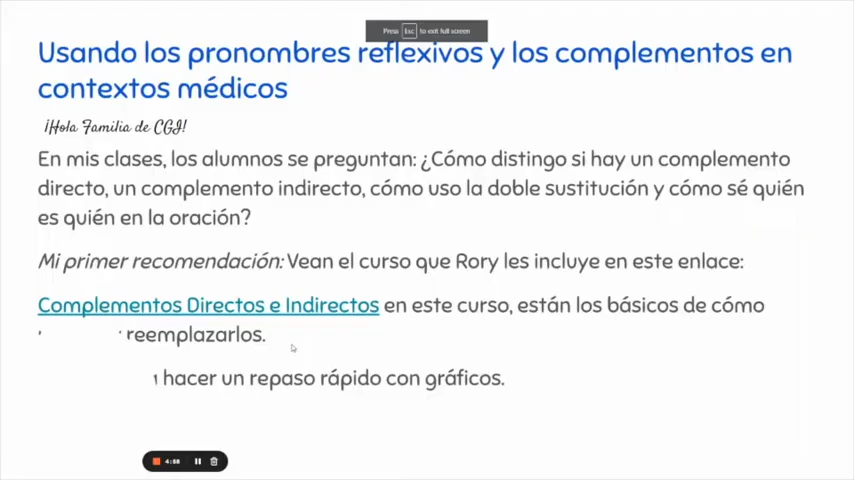 Press Esc to exit full screen
Usando los pronombres reflexivos y los complementos en
contextos médicos
¡Hola Familia de CGI!
En mis clases, los alumnos se preguntan: ¿Cómo distingo si hay un complemento
directo, un complemento indirecto, cómo uso la doble sustitución y cómo sé quién
es quién en la oración?
Mi primer recomendación: Vean el curso que Rory les incluye en este enlace:
Complementos Directos e Indirectos en este curso, están los básicos de cómo
reemplazarlos.
hacer un repaso rápido con gráficos.
4:58